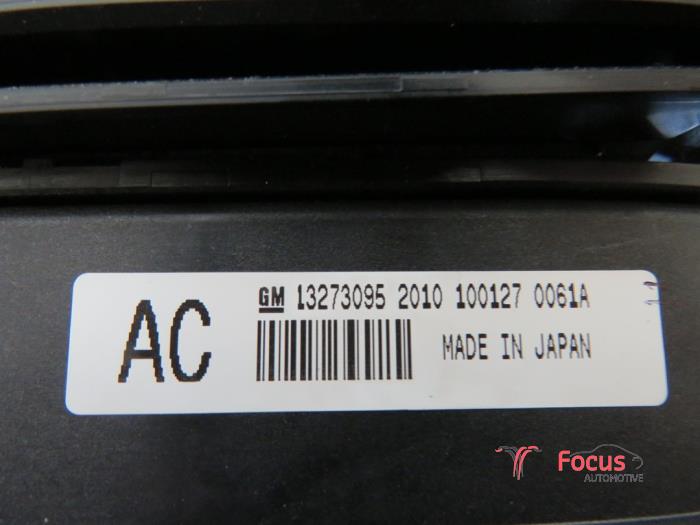 AC
GM 13273095 2010 100127 0061A
MADE IN JAPAN
Focus
AUTOMOTIVE